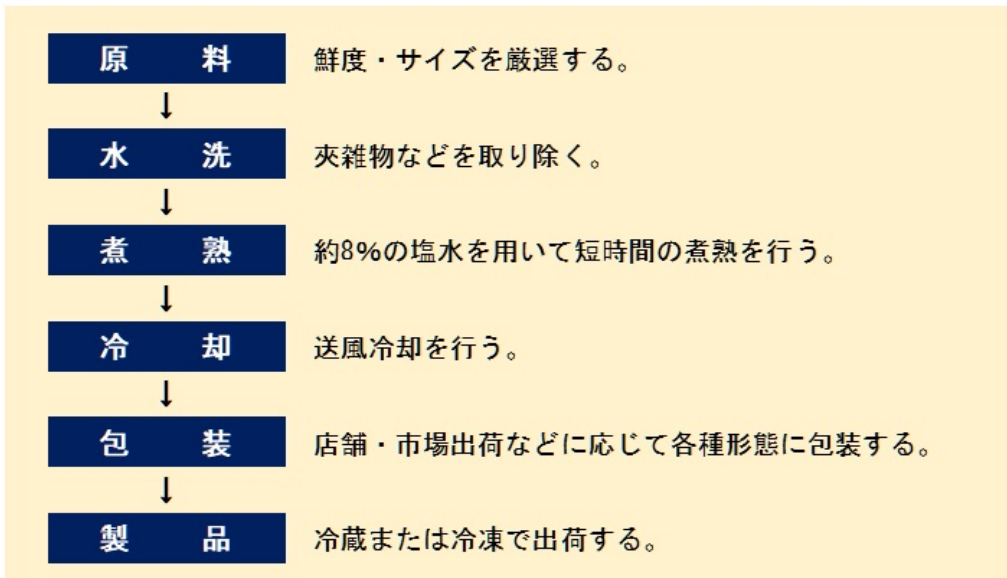 原料 鮮度・サイズを厳選する。
↓
水洗 夾雑物などを取り除く。
↓
煮熟 約8%の塩水を用いて短時間の煮熟を行う。
↓
冷却 送風冷却を行う。
↓
包装 店舗・市場出荷などに応じて各種形態に包装する。
↓
製品 冷蔵または冷凍で出荷する。